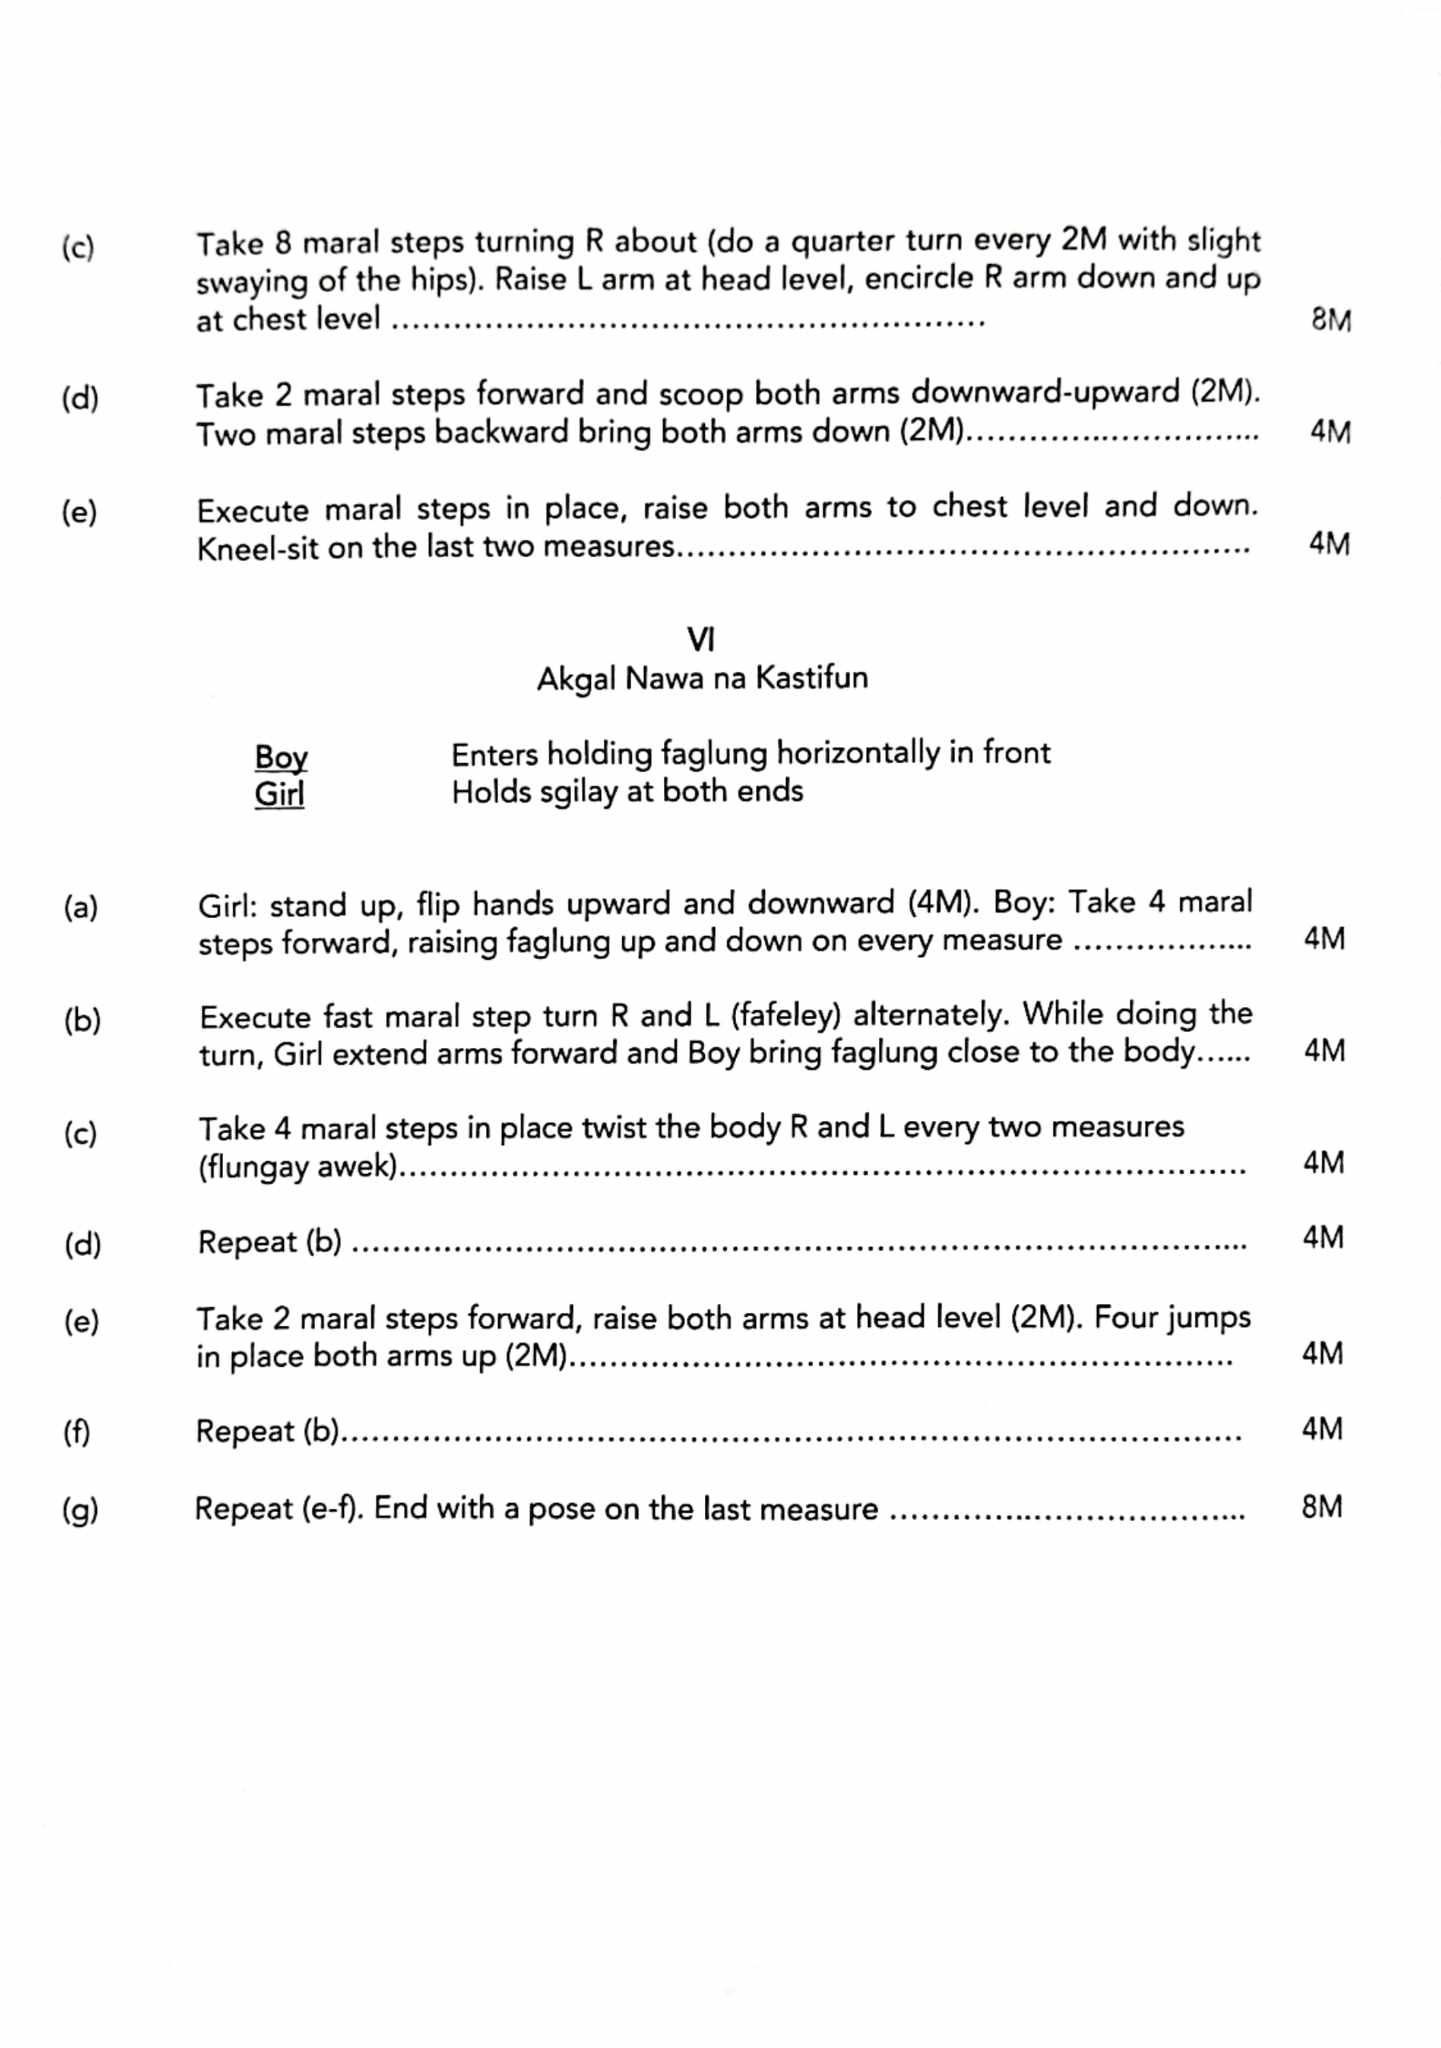 (c) Take 8 maral steps turning R about (do a quarter turn every 2M with slight
swaying of the hips). Raise L arm at head level, encircle R arm down and up
at chest level ........................................................... 8M
(d) Take 2 maral steps forward and scoop both arms downward-upward (2M).
Two maral steps backward bring both arms down (2M)............................. 4M
(e) Execute maral steps in place, raise both arms to chest level and down.
Kneel-sit on the last two measures........................................................ 4M
VI
Akgal Nawa na Kastifun
Boy Enters holding faglung horizontally in front
Girl Holds sgilay at both ends
(a) Girl: stand up, flip hands upward and downward (4M). Boy: Take 4 maral
steps forward, raising faglung up and down on every measure .................. 4M
(b) Execute fast maral step turn R and L (fafeley) alternately. While doing the
turn, Girl extend arms forward and Boy bring faglung close to the body...... 4M
(c) Take 4 maral steps in place twist the body R and L every two measures
(flungay awek)................................................................................... 4M
(d) Repeat (b) ........................................................................................ 4M
(e) Take 2 maral steps forward, raise both arms at head level (2M). Four jumps
in place both arms up (2M).................................................................. 4M
(f) Repeat (b)......................................................................................... 4M
(g) Repeat (e-f). End with a pose on the last measure ................................... 8M